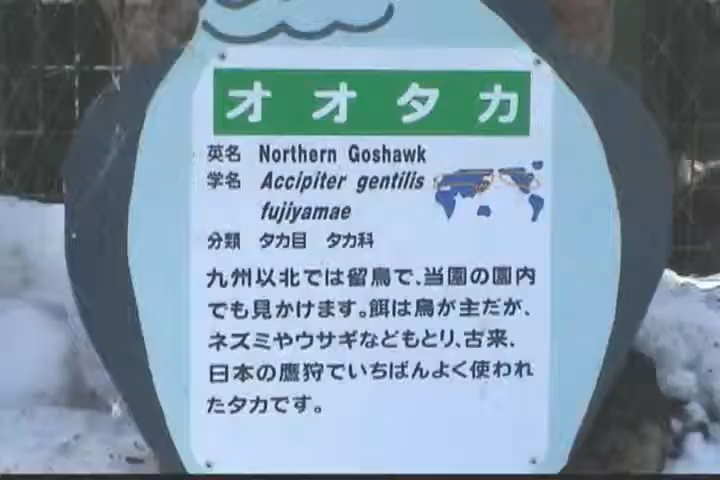 オオタカ
英名 Northern Goshawk
学名 Accipiter gentilis
fujiyamae
分類 タカ目 タカ科
九州以北では留鳥で、当園の園内
でも見かけます。餌は鳥が主だが、
ネズミやウサギなどもとり、古来、
日本の鷹狩でいちばんよく使われ
たタカです。